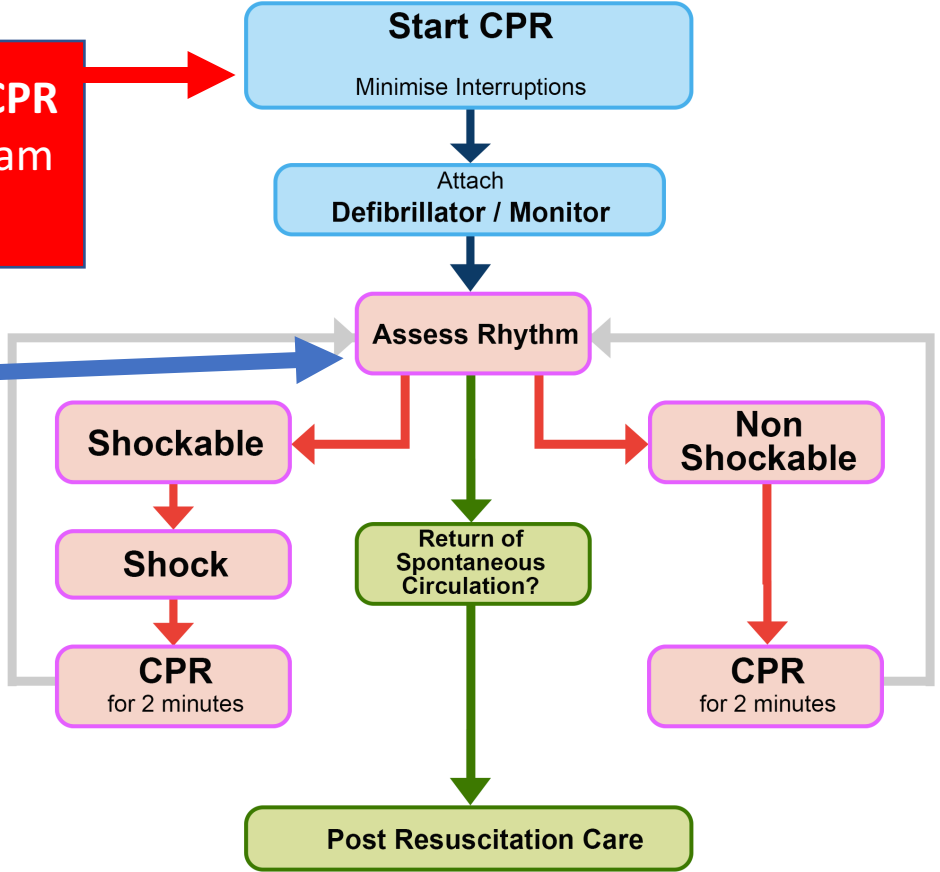 Start CPR
Minimise Interruptions
CPR
am
Attach
Defibrillator / Monitor
Assess Rhythm
Shockable
Non
Shockable
Return of
Spontaneous
Circulation?
Shock
CPR
for 2 minutes
CPR
for 2 minutes
Post Resuscitation Care